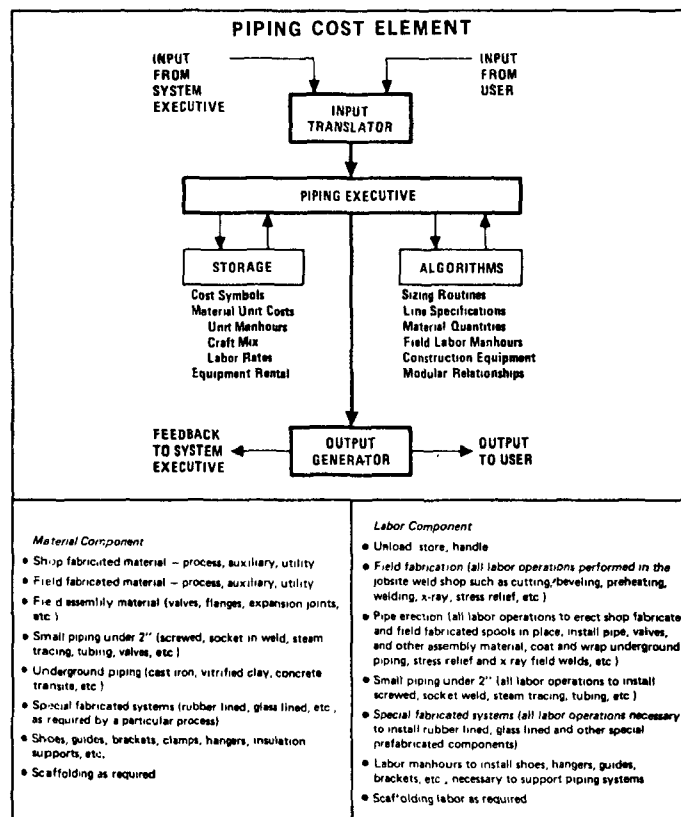 PIPING COST ELEMENT
INPUT
FROM
SYSTEM
EXECUTIVE
INPUT
FROM
USER
INPUT
TRANSLATOR
PIPING EXECUTIVE
STORAGE
Cost Symbols
Material Unit Costs
Unit Manhours
Craft Mix
Labor Rates
Equipment Rental
ALGORITHMS
Sizing Routines
Line Specifications
Material Quantities
Field Labor Manhours
Construction Equipment
Modular Relationships
FEEDBACK
TO SYSTEM
EXECUTIVE
OUTPUT
GENERATOR
OUTPUT
TO USER
Material Component
• Shop fabricated material – process, auxiliary, utility
• Field fabricated material – process, auxiliary, utility
• Field assembly material (valves, flanges, expansion joints,
etc )
• Small piping under 2" (screwed, socket in weld, steam
tracing, tubing, valves, etc )
• Underground piping (cast iron, vitrified clay, concrete
transite, etc )
• Special fabricated systems (rubber lined, glass lined, etc ,
as required by a particular process)
• Shoes, guides, brackets, clamps, hangers, insulation
supports, etc.
• Scaffolding as required
Labor Component
• Unload store, handle
• Field fabrication (all labor operations performed in the
jobsite weld shop such as cutting, beveling, preheating,
welding, x-ray, stress relief, etc )
• Pipe erection (all labor operations to erect shop fabricate
and field fabricated spools in place, install pipe, valves,
and other assembly material, coat and wrap underground
piping, stress relief and x ray field welds, etc )
• Small piping under 2" (all labor operations to install
screwed, socket weld, steam tracing, tubing, etc )
• Special fabricated systems (all labor operations necessary
to install rubber lined, glass lined and other special
prefabricated components)
• Labor manhours to install shoes, hangers, guides,
brackets, etc , necessary to support piping systems
• Scaffolding labor as required